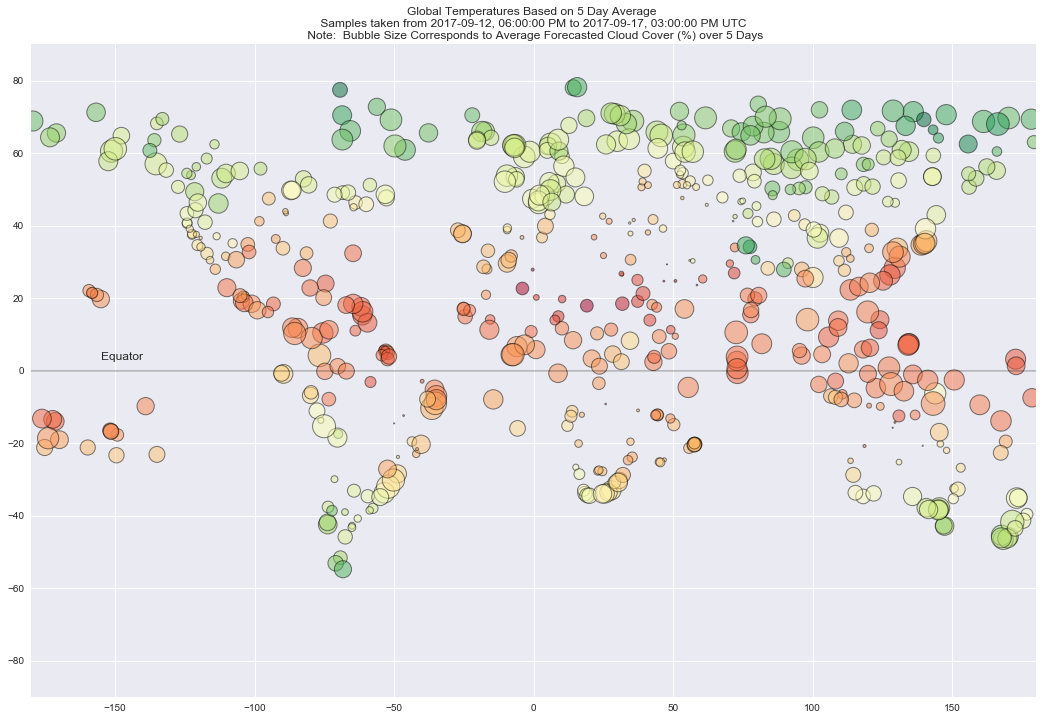 Global Temperatures Based on 5 Day Average
Samples taken from 2017-09-12, 06:00:00 PM to 2017-09-17, 03:00:00 PM UTC
Note:  Bubble Size Corresponds to Average Forecasted Cloud Cover (%) over 5 Days
80
60
40
20
Equator
0
−20
−40
−60
−80
−150 −100 −50 0 50 100 150